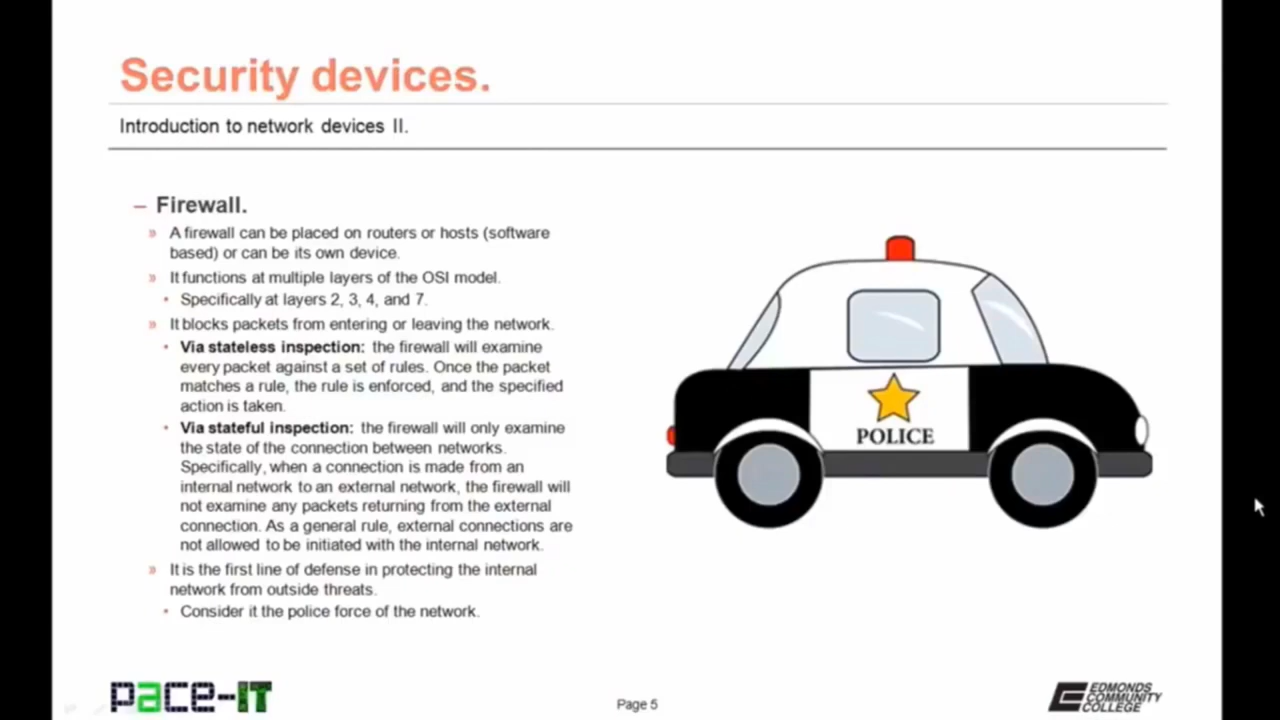 Security devices.
Introduction to network devices II.
– Firewall.
» A firewall can be placed on routers or hosts (software
based) or can be its own device.
» It functions at multiple layers of the OSI model.
• Specifically at layers 2, 3, 4, and 7.
» It blocks packets from entering or leaving the network.
• Via stateless inspection: the firewall will examine
every packet against a set of rules. Once the packet
matches a rule, the rule is enforced, and the specified
action is taken.
• Via stateful inspection: the firewall will only examine
the state of the connection between networks.
Specifically, when a connection is made from an
internal network to an external network, the firewall will
not examine any packets returning from the external
connection. As a general rule, external connections are
not allowed to be initiated with the internal network.
» It is the first line of defense in protecting the internal
network from outside threats.
• Consider it the police force of the network.
POLICE
pace-IT
Page 5
EDMONDS
COMMUNITY
COLLEGE